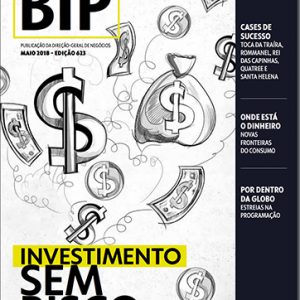 BIP
PUBLICAÇÃO DA DIREÇÃO-GERAL DE NEGÓCIOS
MAIO 2018 - EDIÇÃO 623
CASES DE
SUCESSO
TOCA DA TRAÍRA,
ROMMANEL, REI
DAS CAPINHAS,
QUATREE E
SANTA HELENA
ONDE ESTÁ
O DINHEIRO
NOVAS
FRONTEIRAS
DO CONSUMO
POR DENTRO
DA GLOBO
ESTREIAS NA
PROGRAMAÇÃO
INVESTIMENTO
SEM
RISCO